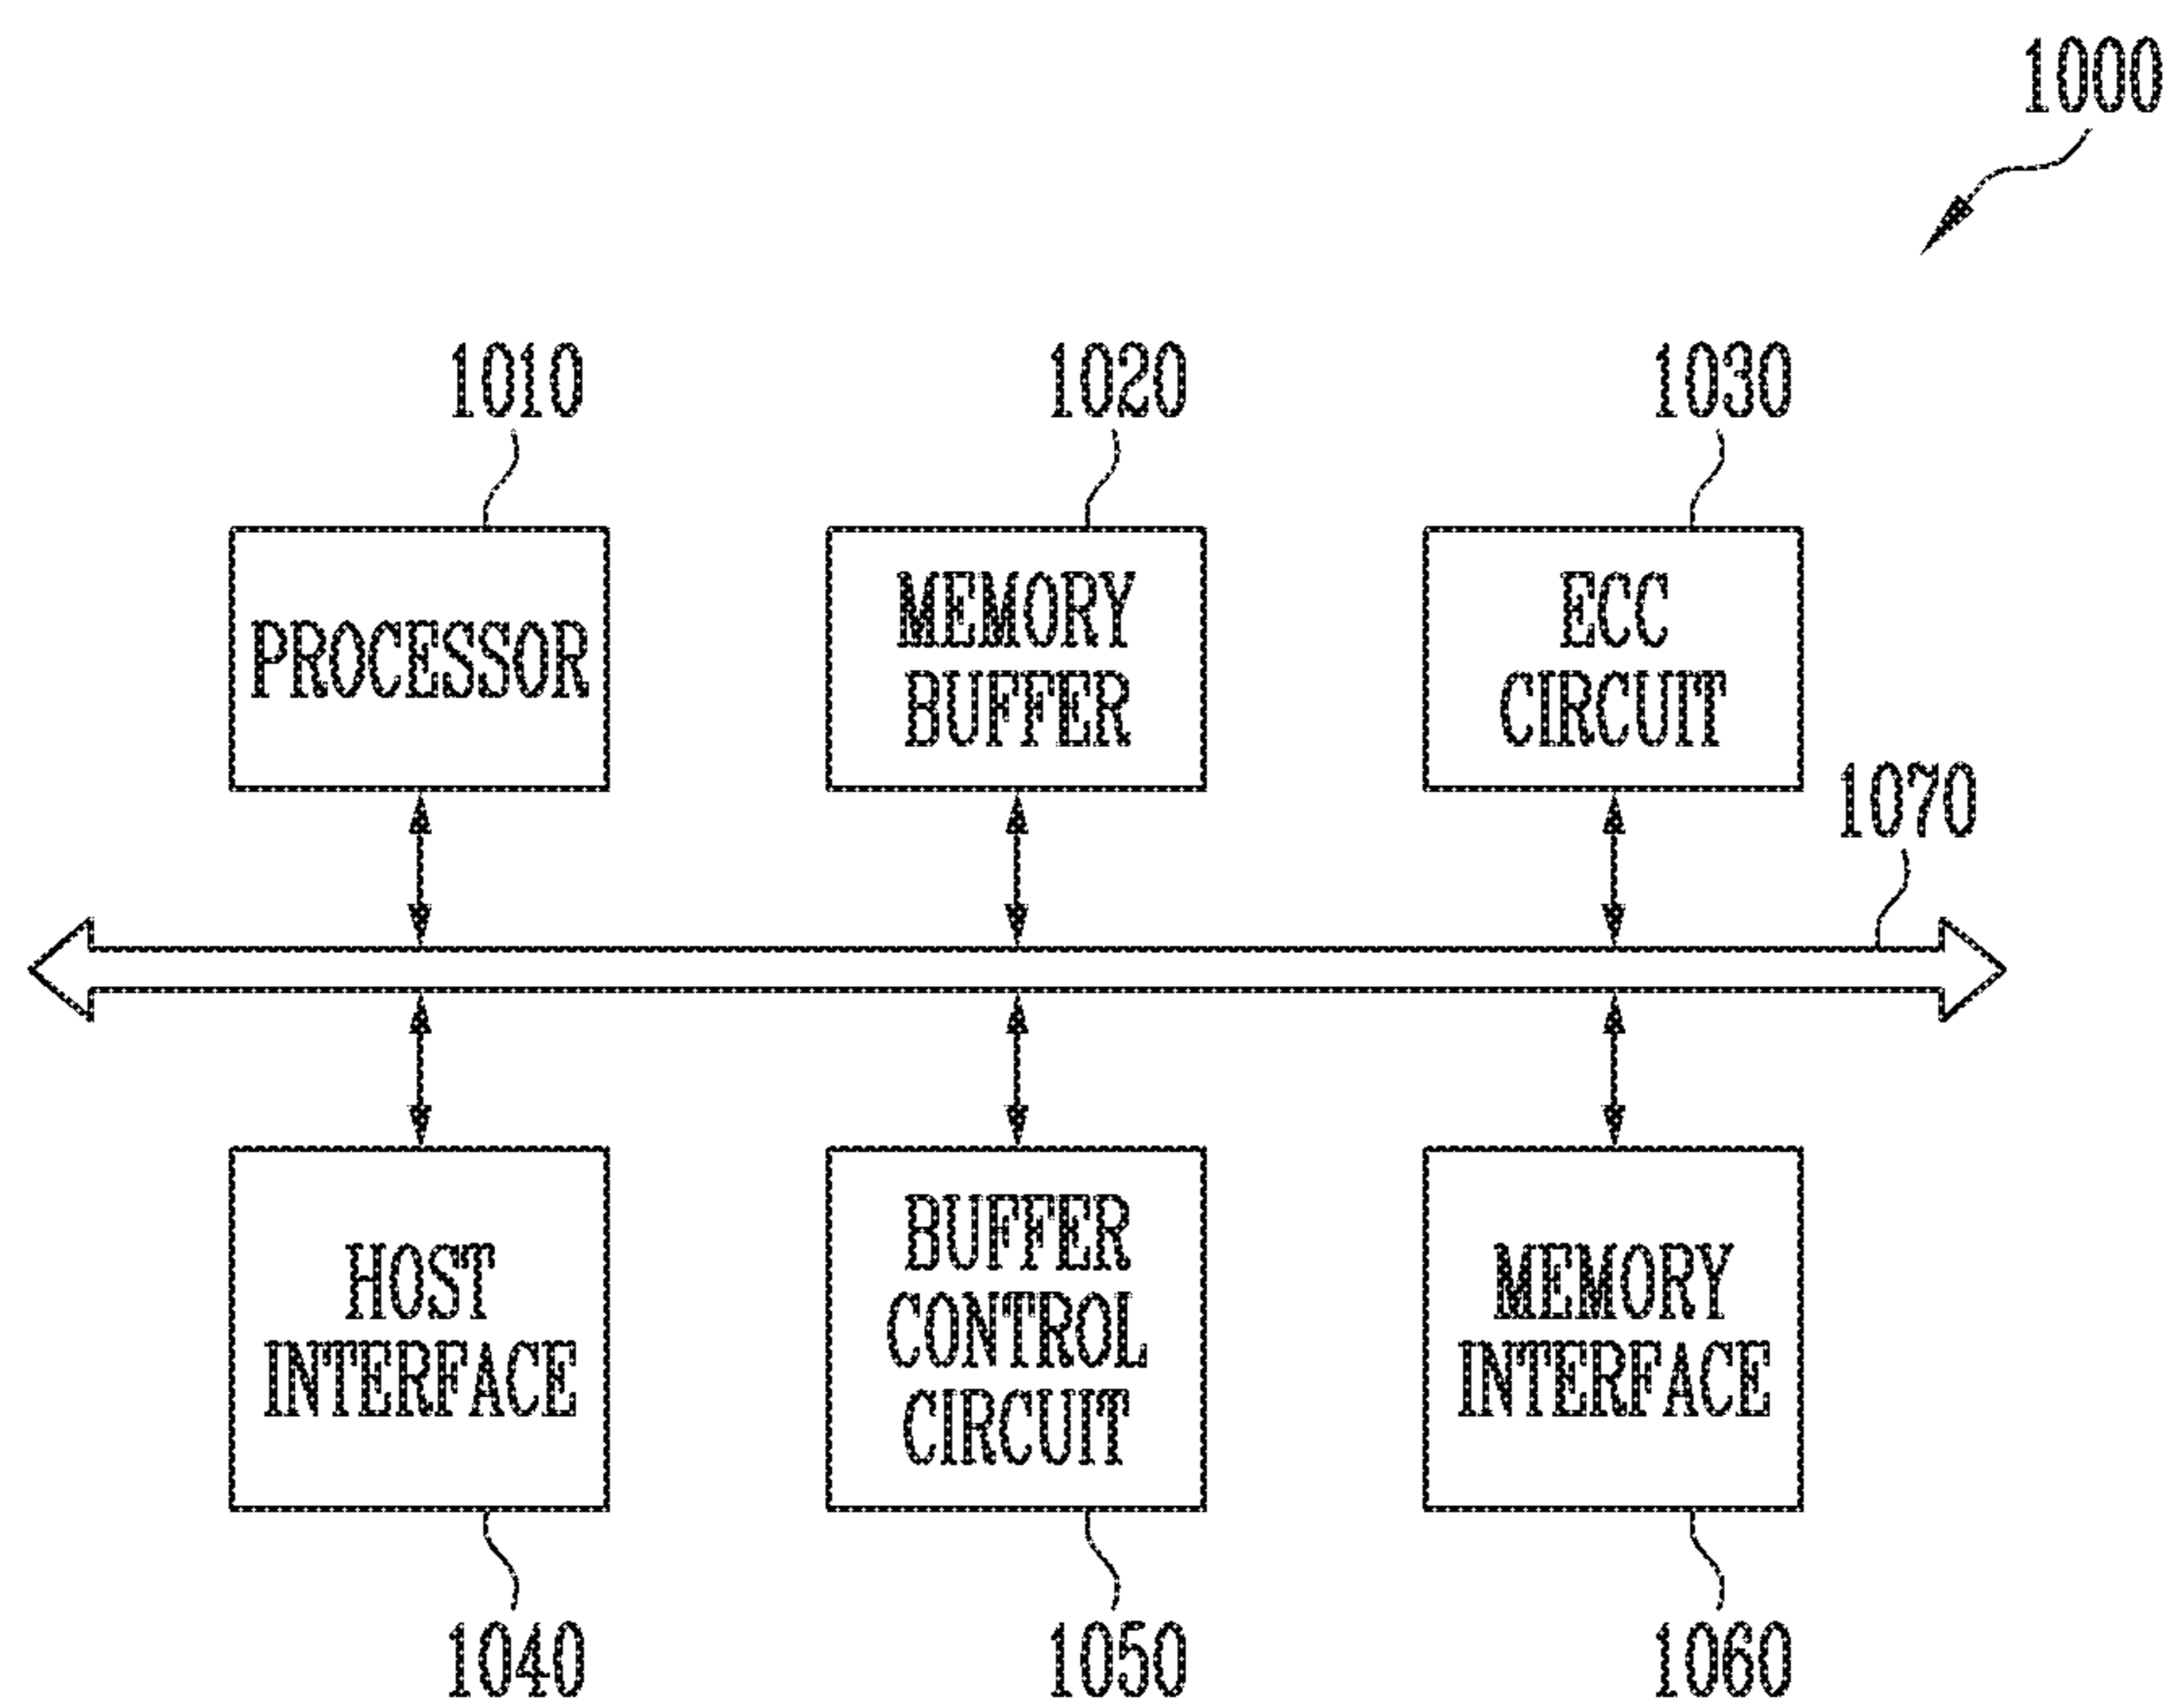 1000
1010
1020
1030
PROCESSOR
MEMORY
BUFFER
ECC
CIRCUIT
1070
HOST
INTERFACE
BUFFER
CONTROL
CIRCUIT
MEMORY
INTERFACE
1040
1050
1060